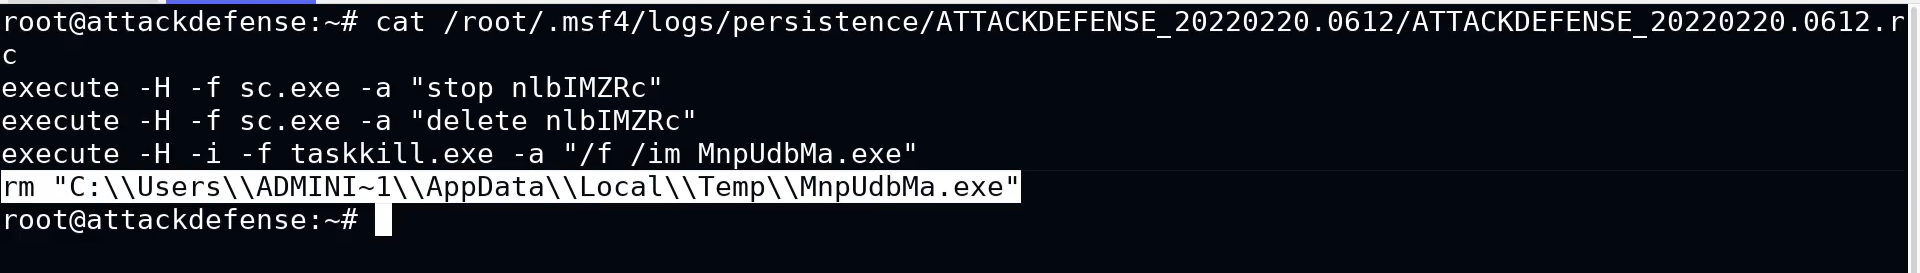 root@attackdefense:~# cat /root/.msf4/logs/persistence/ATTACKDEFENSE_20220220.0612/ATTACKDEFENSE_20220220.0612.r
c
execute -H -f sc.exe -a "stop nlbIMZRc"
execute -H -f sc.exe -a "delete nlbIMZRc"
execute -H -i -f taskkill.exe -a "/f /im MnpUdbMa.exe"
rm "C:\\Users\\ADMINI~1\\AppData\\Local\\Temp\\MnpUdbMa.exe"
root@attackdefense:~#